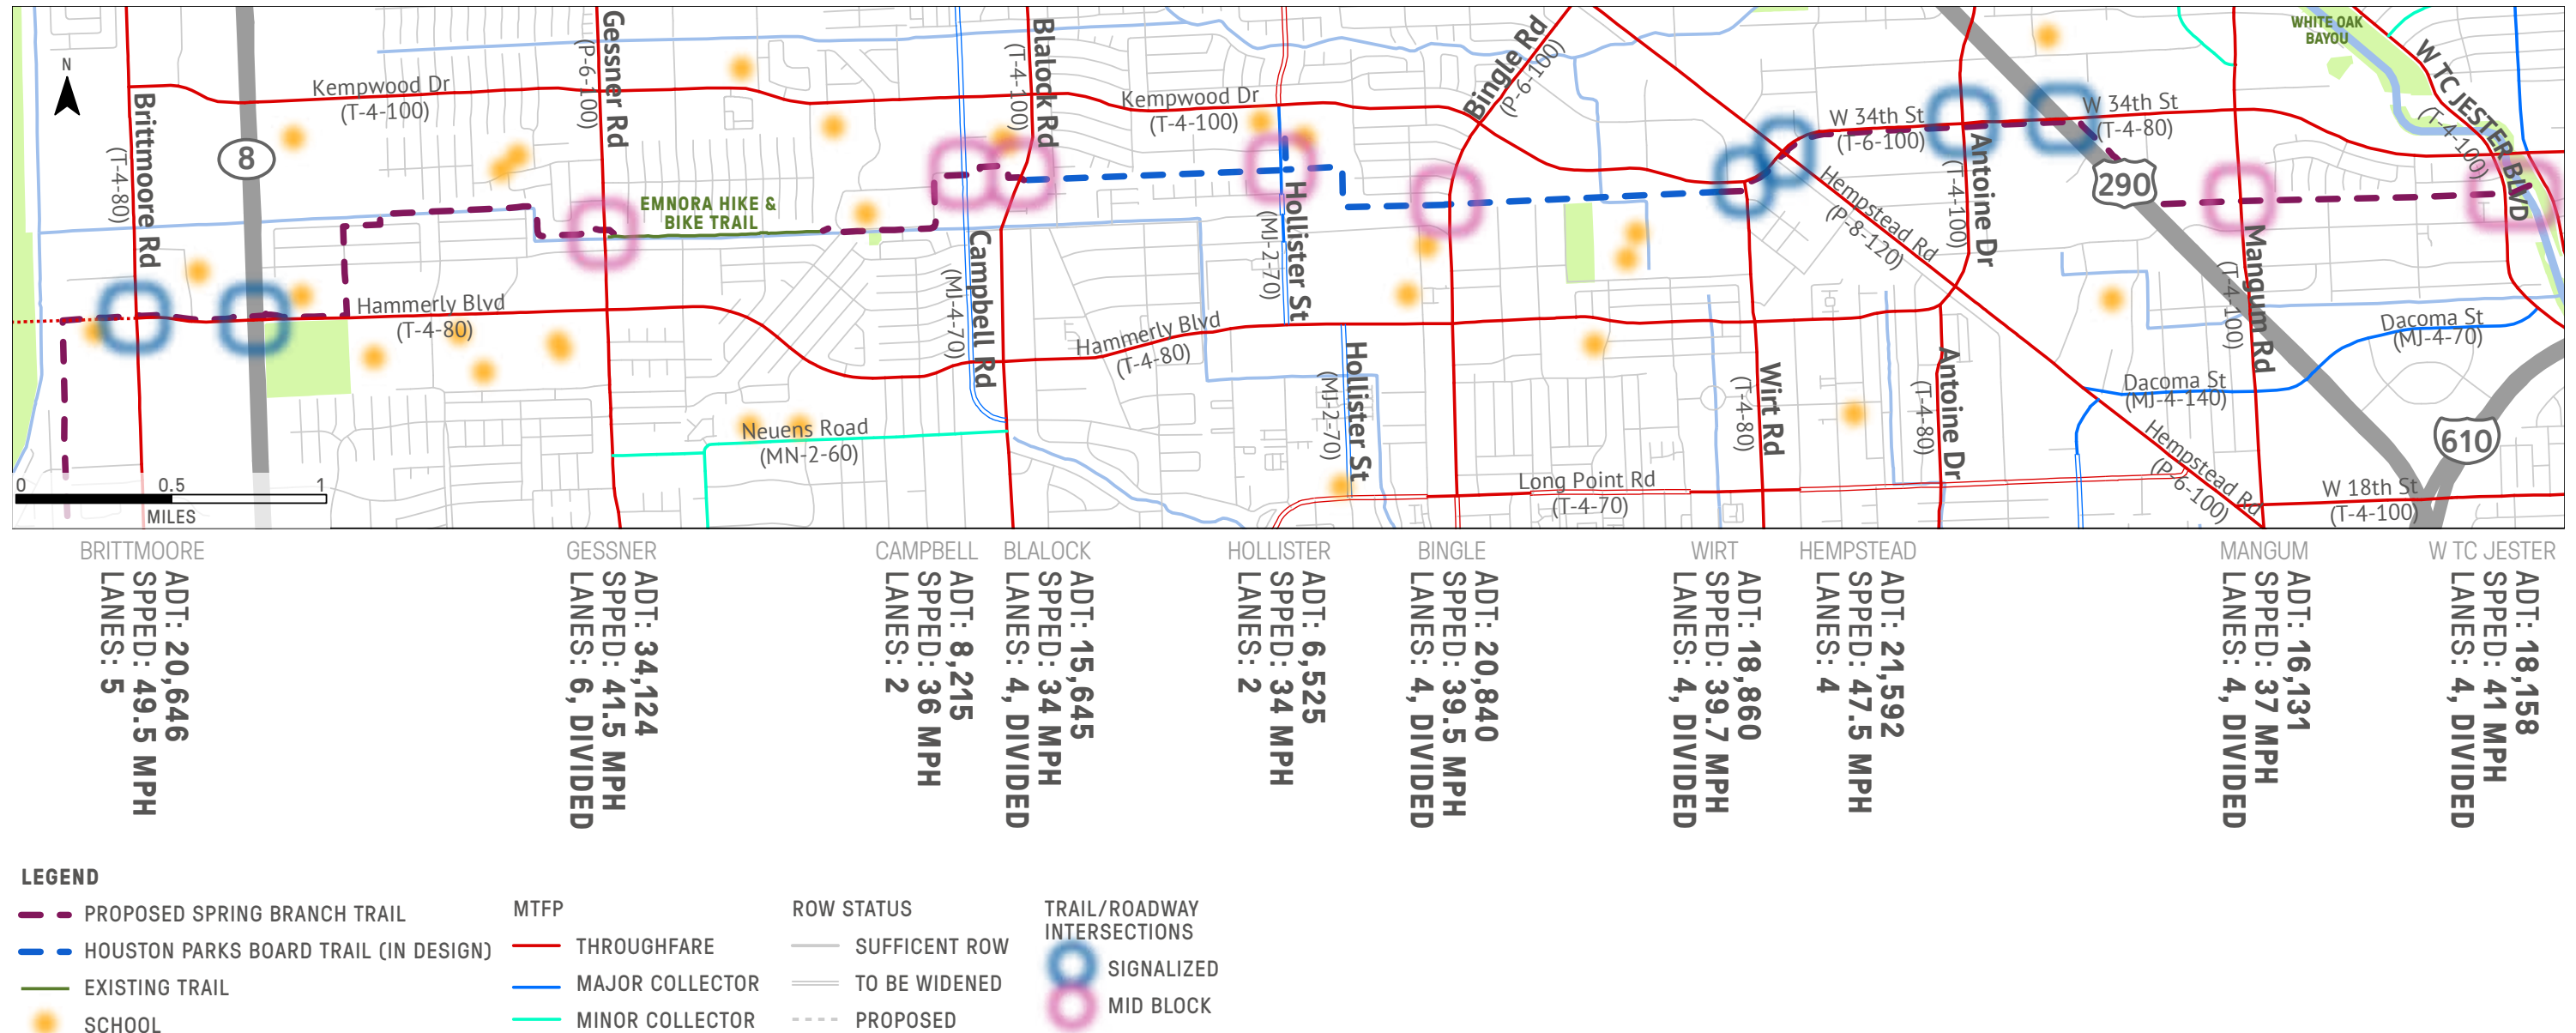 WHITE OAK
BAYOU
N
Kempwood Dr
(T-4-100)
Gessner Rd
(P-6-100)
Blalock Rd
(T-4-100)
Kempwood Dr
(T-4-100)
Bingle Rd
(P-6-100)
W 34th St
(T-6-100)
W 34th St
(T-4-80)
W TC JESTER BLVD
(T-4-100)
Brittmoore Rd
(T-4-80)
8
EMNORA HIKE &
BIKE TRAIL
Campbell Rd
(MJ-4-70)
Hollister St
(MJ-2-70)
Hempstead Rd
(P-8-120)
Antoine Dr
(T-4-100)
290
Mangum Rd
(T-4-100)
Hammerly Blvd
(T-4-80)
Hammerly Blvd
(T-4-80)
Hollister St
(MJ-2-70)
Wirt Rd
(T-4-80)
Antoine Dr
(T-4-80)
Dacoma St
(MJ-4-70)
Dacoma St
(MJ-4-140)
Hempstead Rd
(P-6-100)
610
Neuens Road
(MN-2-60)
Long Point Rd
(T-4-70)
W 18th St
(T-4-100)
0 0.5 1
MILES
BRITTMOORE
ADT: 20,646
SPPED: 49.5 MPH
LANES: 5
GESSNER
ADT: 34,124
SPPED: 41.5 MPH
LANES: 6, DIVIDED
CAMPBELL
ADT: 8,215
SPPED: 36 MPH
LANES: 2
BLALOCK
ADT: 15,645
SPPED: 34 MPH
LANES: 4, DIVIDED
HOLLISTER
ADT: 6,525
SPPED: 34 MPH
LANES: 2
BINGLE
ADT: 20,840
SPPED: 39.5 MPH
LANES: 4, DIVIDED
WIRT
ADT: 18,860
SPPED: 39.7 MPH
LANES: 4, DIVIDED
HEMPSTEAD
ADT: 21,592
SPPED: 47.5 MPH
LANES: 4
MANGUM
ADT: 16,131
SPPED: 37 MPH
LANES: 4, DIVIDED
W TC JESTER
ADT: 18,158
SPPED: 41 MPH
LANES: 4, DIVIDED
LEGEND
PROPOSED SPRING BRANCH TRAIL
HOUSTON PARKS BOARD TRAIL (IN DESIGN)
EXISTING TRAIL
SCHOOL
MTFP
THROUGHFARE
MAJOR COLLECTOR
MINOR COLLECTOR
ROW STATUS
SUFFICENT ROW
TO BE WIDENED
PROPOSED
TRAIL/ROADWAY
INTERSECTIONS
SIGNALIZED
MID BLOCK